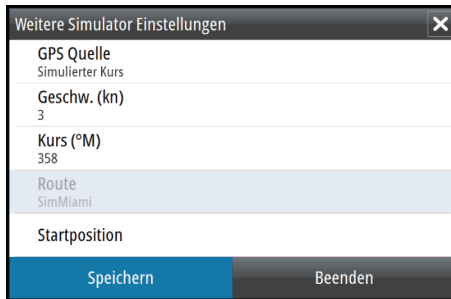 Weitere Simulator Einstellungen
GPS Quelle
Simulierter Kurs
Geschw. (kn)
3
Kurs (°M)
358
Route
SimMiami
Startposition
Speichern
Beenden